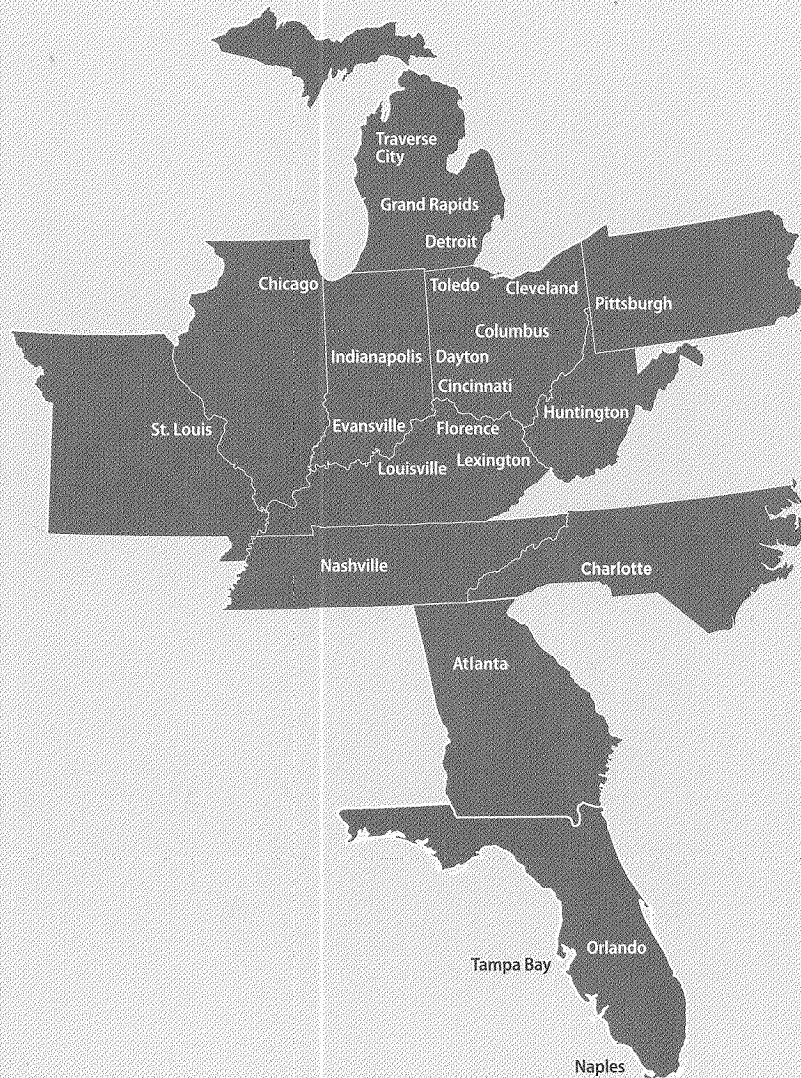 Traverse
City
Grand Rapids
Detroit
Chicago
Toledo
Cleveland
Pittsburgh
Columbus
Indianapolis
Dayton
Cincinnati
Huntington
St. Louis
Evansville
Florence
Louisville
Lexington
Nashville
Charlotte
Atlanta
Orlando
Tampa Bay
Naples